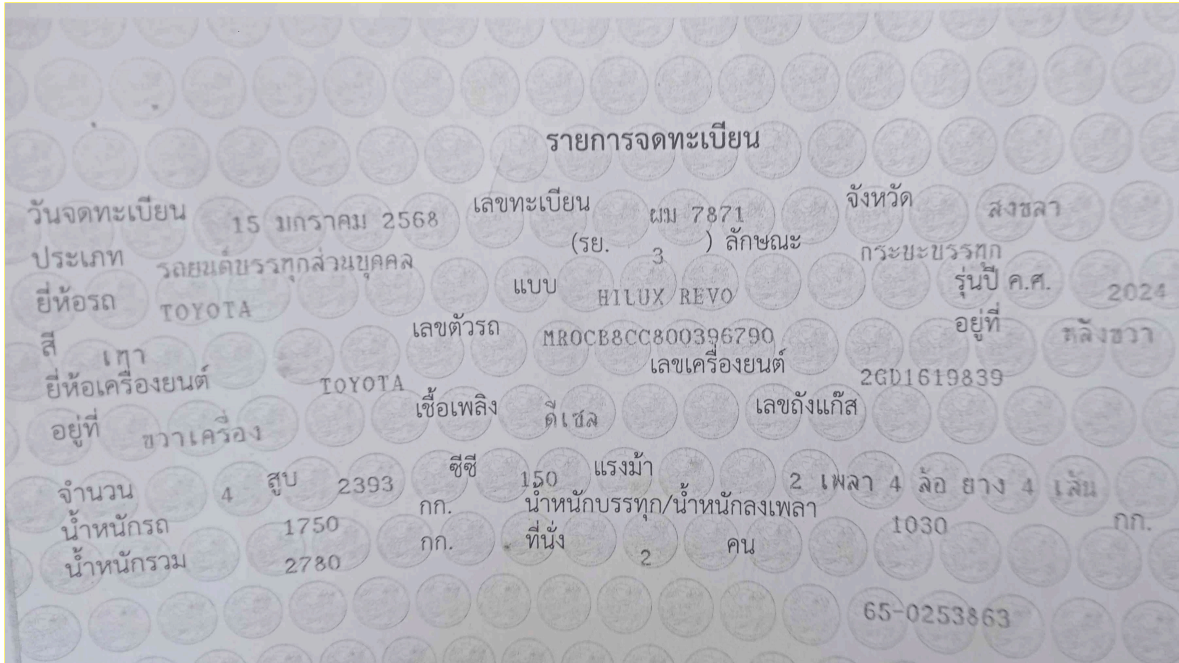 รายการจดทะเบียน
วันจดทะเบียน 15 มกราคม 2568 เลขทะเบียน ผม 7871 จังหวัด สงขลา
ประเภท รถยนต์บรรทุกส่วนบุคคล (รย. 3 ) ลักษณะ กระบะบรรทุก
ยี่ห้อรถ TOYOTA แบบ HILUX REVO รุ่นปี ค.ศ. 2024
สี เทา เลขตัวรถ MR0CB8CC800396790 อยู่ที่ หลังขวา
ยี่ห้อเครื่องยนต์ TOYOTA เลขเครื่องยนต์ 2GD1619839
อยู่ที่ ขวาเครื่อง เชื้อเพลิง ดีเซล เลขถังแก๊ส
จำนวน 4 สูบ 2393 ซีซี 150 แรงม้า 2 เพลา 4 ล้อ ยาง 4 เส้น
น้ำหนักรถ 1750 กก. น้ำหนักบรรทุก/น้ำหนักลงเพลา 1030 กก.
น้ำหนักรวม 2780 กก. ที่นั่ง 2 คน
65-0253863